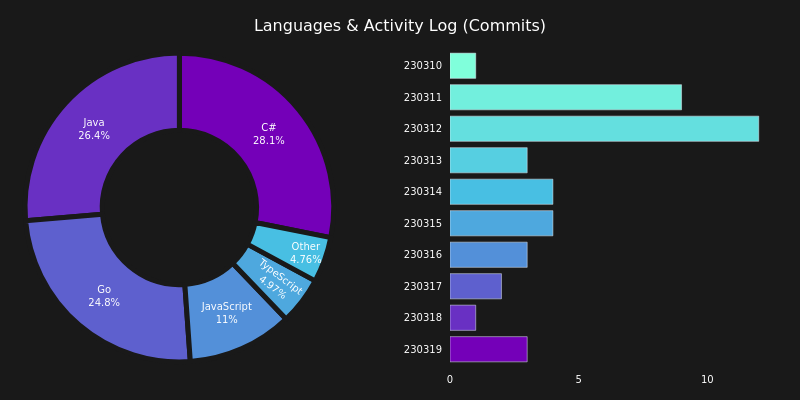 Languages & Activity Log (Commits)
C#
28.1%
Java
26.4%
Go
24.8%
JavaScript
11%
TypeScript
4.97%
Other
4.76%
230310
230311
230312
230313
230314
230315
230316
230317
230318
230319
0
5
10